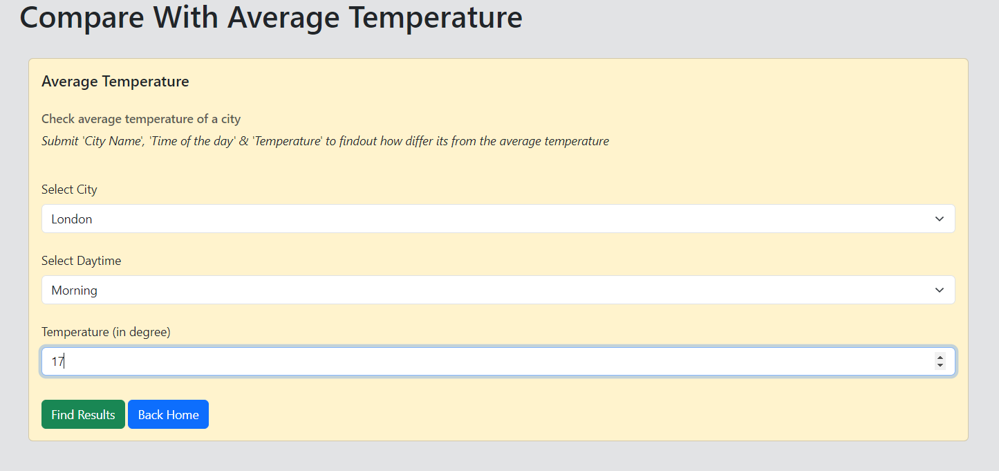 Compare With Average Temperature
Average Temperature
Check average temperature of a city
Submit 'City Name', 'Time of the day' & 'Temperature' to findout how differ its from the average temperature
Select City
London
Select Daytime
Morning
Temperature (in degree)
17
Find Results Back Home